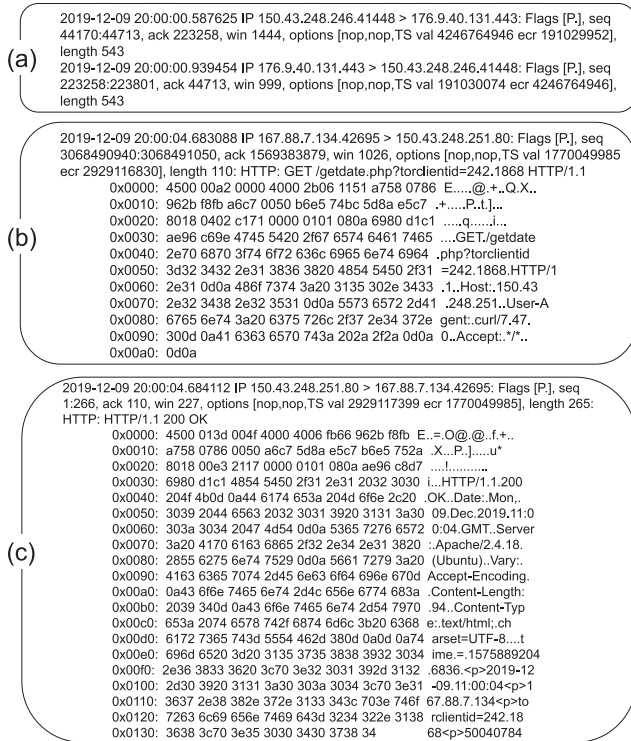 (a)
2019-12-09 20:00:00.587625 IP 150.43.248.246.41448 > 176.9.40.131.443: Flags [P.], seq
44170:44713, ack 223258, win 1444, options [nop,nop,TS val 4246764946 ecr 191029952],
length 543
2019-12-09 20:00:00.939454 IP 176.9.40.131.443 > 150.43.248.246.41448: Flags [P.], seq
223258:223801, ack 44713, win 999, options [nop,nop,TS val 191030074 ecr 4246764946],
length 543
(b)
2019-12-09 20:00:04.683088 IP 167.88.7.134.42695 > 150.43.248.251.80: Flags [P.], seq
3068490940:3068491050, ack 1569383879, win 1026, options [nop,nop,TS val 1770049985
ecr 2929116830], length 110: HTTP: GET /getdate.php?torclientid=242.1868 HTTP/1.1
0x0000: 4500 00a2 0000 4000 2b06 1151 a758 0786 E.....@.+..Q.X..
0x0010: 962b f8fb a6c7 0050 b6e5 74bc 5d8a e5c7 .+.....P..t.]...
0x0020: 8018 0402 c171 0000 0101 080a 6980 d1c1 .....q......i...
0x0030: ae96 c69e 4745 5420 2f67 6574 6461 7465 ....GET./getdate
0x0040: 2e70 6870 3f74 6f72 636c 6965 6e74 6964 .php?torclientid
0x0050: 3d32 3432 2e31 3836 3820 4854 5450 2f31 =242.1868.HTTP/1
0x0060: 2e31 0d0a 486f 7374 3a20 3135 302e 3433 .1..Host:.150.43
0x0070: 2e32 3438 2e32 3531 0d0a 5573 6572 2d41 .248.251..User-A
0x0080: 6765 6e74 3a20 6375 726c 2f37 2e34 372e gent:.curl/7.47.
0x0090: 300d 0a41 6363 6570 743a 202a 2f2a 0d0a 0..Accept:.*/*..
0x00a0: 0d0a
(c)
2019-12-09 20:00:04.684112 IP 150.43.248.251.80 > 167.88.7.134.42695: Flags [P.], seq
1:266, ack 110, win 227, options [nop,nop,TS val 2929117399 ecr 1770049985], length 265:
HTTP: HTTP/1.1 200 OK
0x0000: 4500 013d 004f 4000 4006 fb66 962b f8fb E..=.O@.@..f.+..
0x0010: a758 0786 0050 a6c7 5d8a e5c7 b6e5 752a .X...P..].....u*
0x0020: 8018 00e3 2117 0000 0101 080a ae96 c8d7 ....!...........
0x0030: 6980 d1c1 4854 5450 2f31 2e31 2032 3030 i...HTTP/1.1.200
0x0040: 204f 4b0d 0a44 6174 653a 204d 6f6e 2c20 .OK..Date:.Mon,.
0x0050: 3039 2044 6563 2032 3031 3920 3131 3a30 09.Dec.2019.11:0
0x0060: 303a 3034 2047 4d54 0d0a 5365 7276 6572 0:04.GMT..Server
0x0070: 3a20 4170 6163 6865 2f32 2e34 2e31 3820 :.Apache/2.4.18.
0x0080: 2855 6275 6e74 7529 0d0a 5661 7279 3a20 (Ubuntu)..Vary:.
0x0090: 4163 6365 7074 2d45 6e63 6f64 696e 670d Accept-Encoding.
0x00a0: 0a43 6f6e 7465 6e74 2d4c 656e 6774 683a .Content-Length:
0x00b0: 2039 340d 0a43 6f6e 7465 6e74 2d54 7970 .94..Content-Typ
0x00c0: 653a 2074 6578 742f 6874 6d6c 3b20 6368 e:.text/html;.ch
0x00d0: 6172 7365 743d 5554 462d 380d 0a0d 0a74 arset=UTF-8....t
0x00e0: 696d 6520 3d20 3135 3735 3838 3932 3034 ime.=.1575889204
0x00f0: 2e36 3833 3620 3c70 3e32 3031 392d 3132 .6836.<p>2019-12
0x0100: 2d30 3920 3131 3a30 303a 3034 3c70 3e31 -09.11:00:04<p>1
0x0110: 3637 2e38 382e 372e 3133 343c 703e 746f 67.88.7.134<p>to
0x0120: 7263 6c69 656e 7469 643d 3234 322e 3138 rclientid=242.18
0x0130: 3638 3c70 3e35 3030 3430 3738 34 68<p>50040784